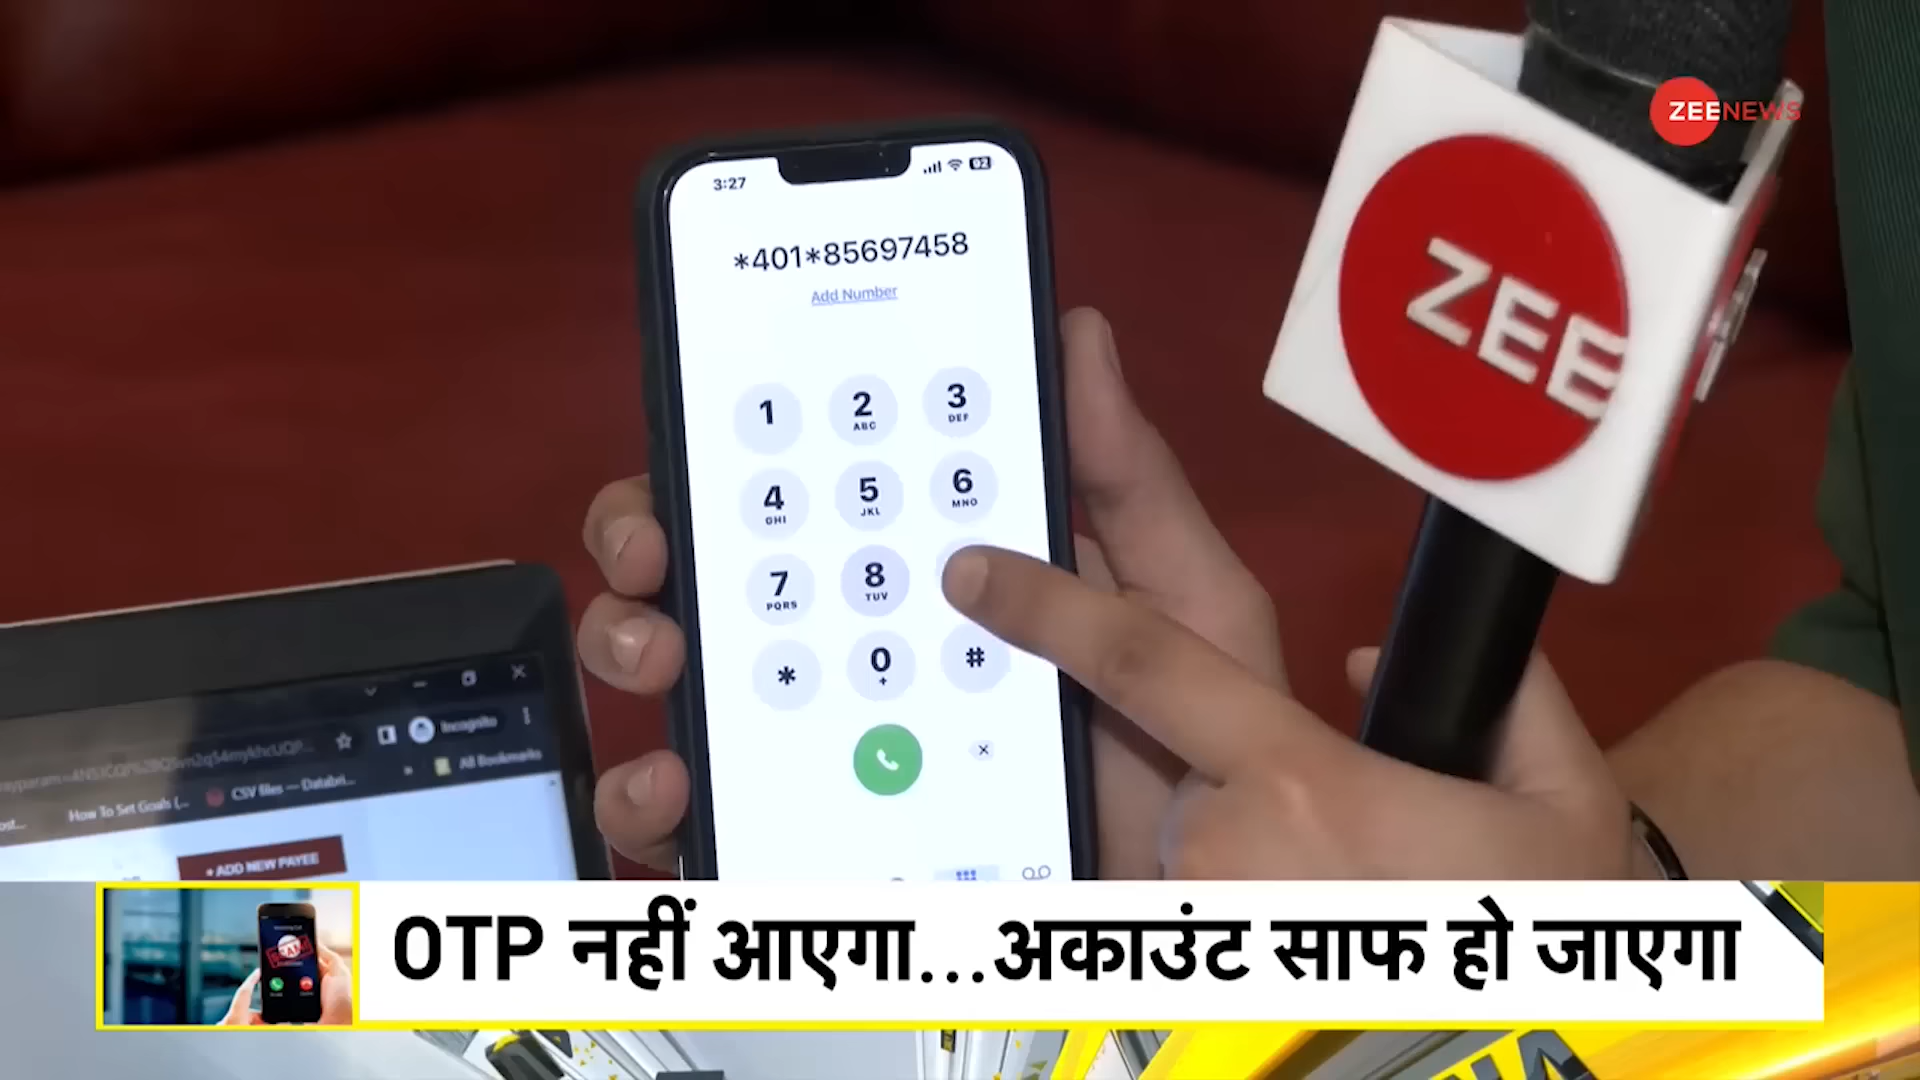 ZEENEWS
3:27
92
*401*85697458
Add Number
1
2
ABC
3
DEF
4
GHI
5
JKL
6
MNO
7
PQRS
8
TUV
*
0
+
#
ZEE
Incognito
All Bookmarks
How To Set Goals (...
CSV files — Databri...
+ ADD NEW PAYEE
OTP नहीं आएगा...अकाउंट साफ हो जाएगा